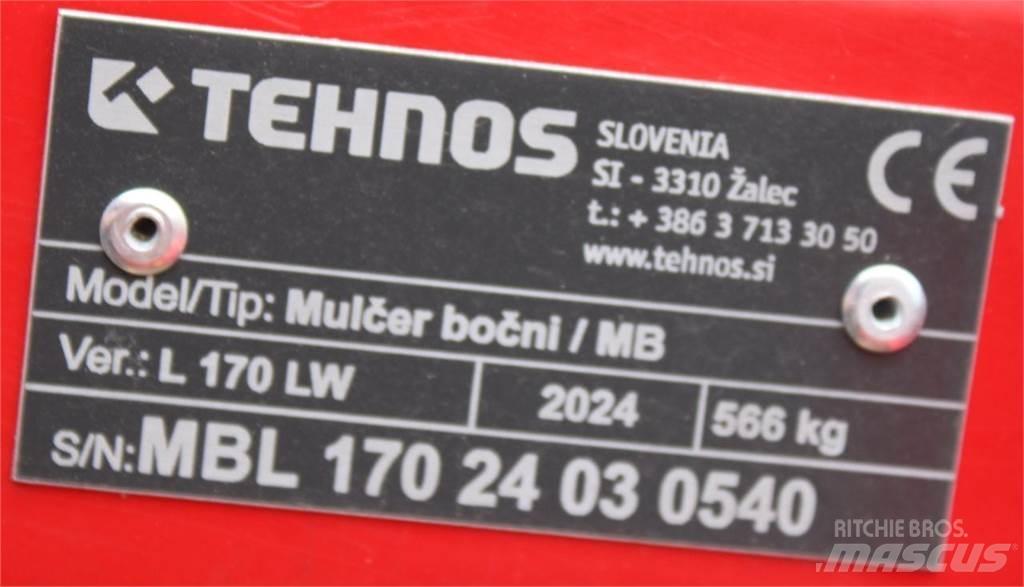 TEHNOS
SLOVENIA
SI - 3310 Žalec
t.: + 386 3 713 30 50
www.tehnos.si
CE
Model/Tip: Mulčer bočni / MB
Ver.: L 170 LW 2024 566 kg
S/N: MBL 170 24 03 0540
RITCHIE BROS.
MASCUS